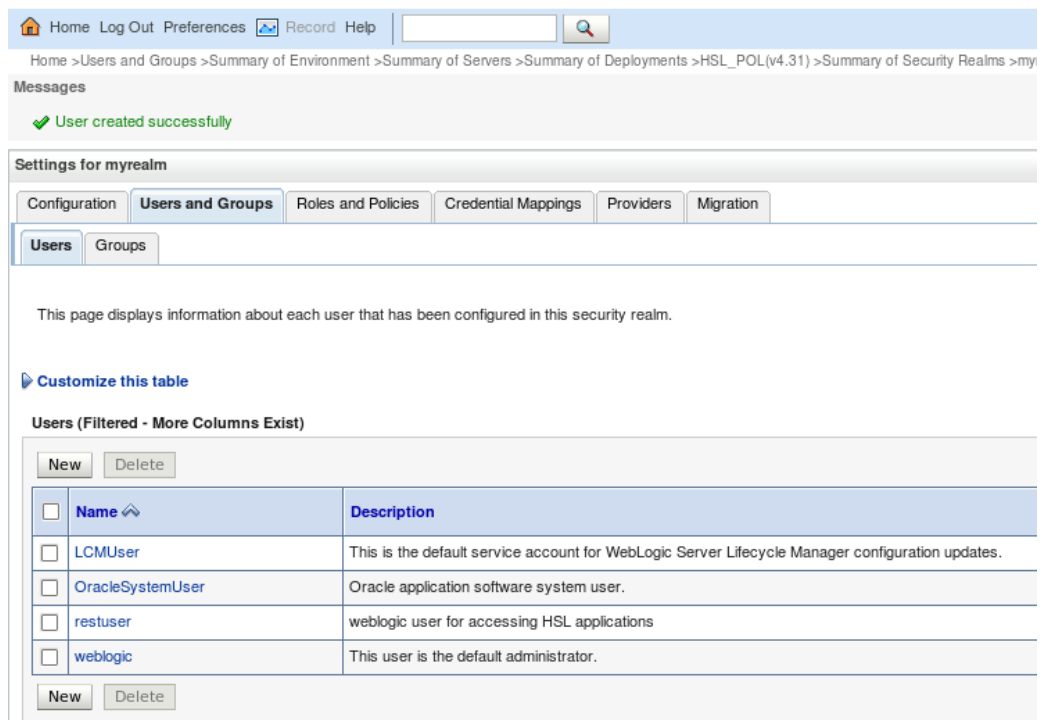 Home Log Out Preferences Record Help
Home >Users and Groups >Summary of Environment >Summary of Servers >Summary of Deployments >HSL_POL(v4.31) >Summary of Security Realms >my
Messages
User created successfully
Settings for myrealm
Configuration Users and Groups Roles and Policies Credential Mappings Providers Migration
Users Groups
This page displays information about each user that has been configured in this security realm.
Customize this table
Users (Filtered - More Columns Exist)
New Delete
Name Description
LCMUser This is the default service account for WebLogic Server Lifecycle Manager configuration updates.
OracleSystemUser Oracle application software system user.
restuser weblogic user for accessing HSL applications
weblogic This user is the default administrator.
New Delete